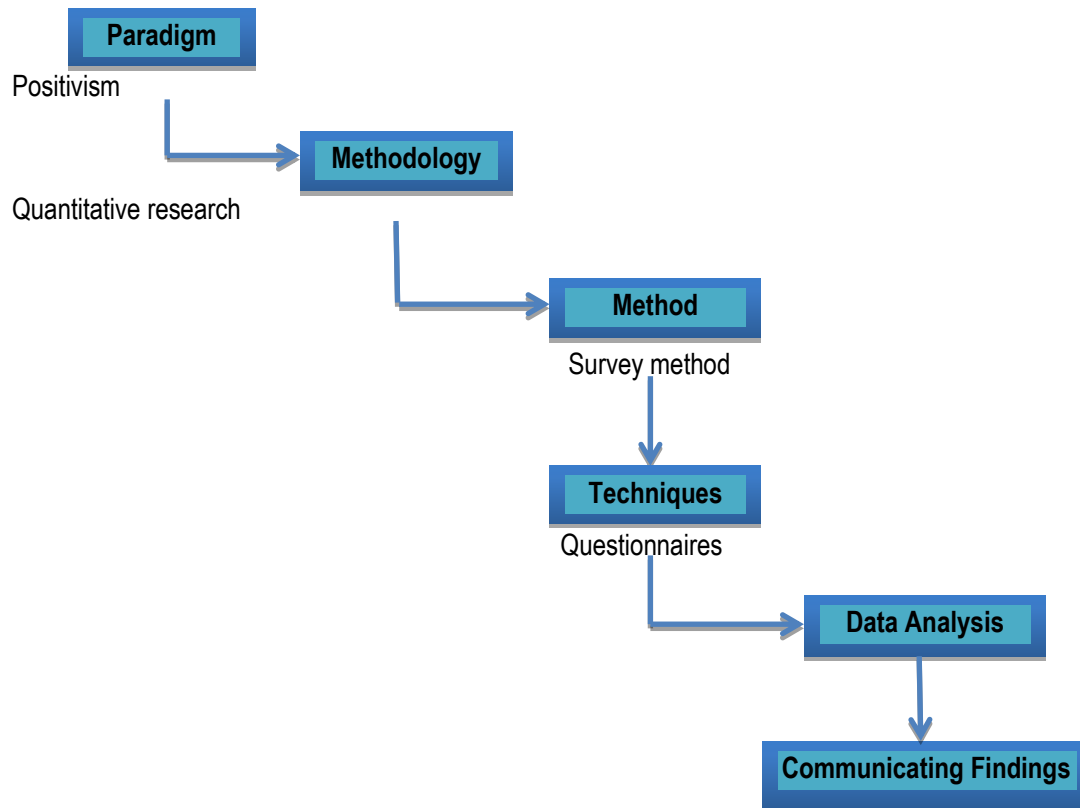 Paradigm
Positivism
Methodology
Quantitative research
Method
Survey method
Techniques
Questionnaires
Data Analysis
Communicating Findings